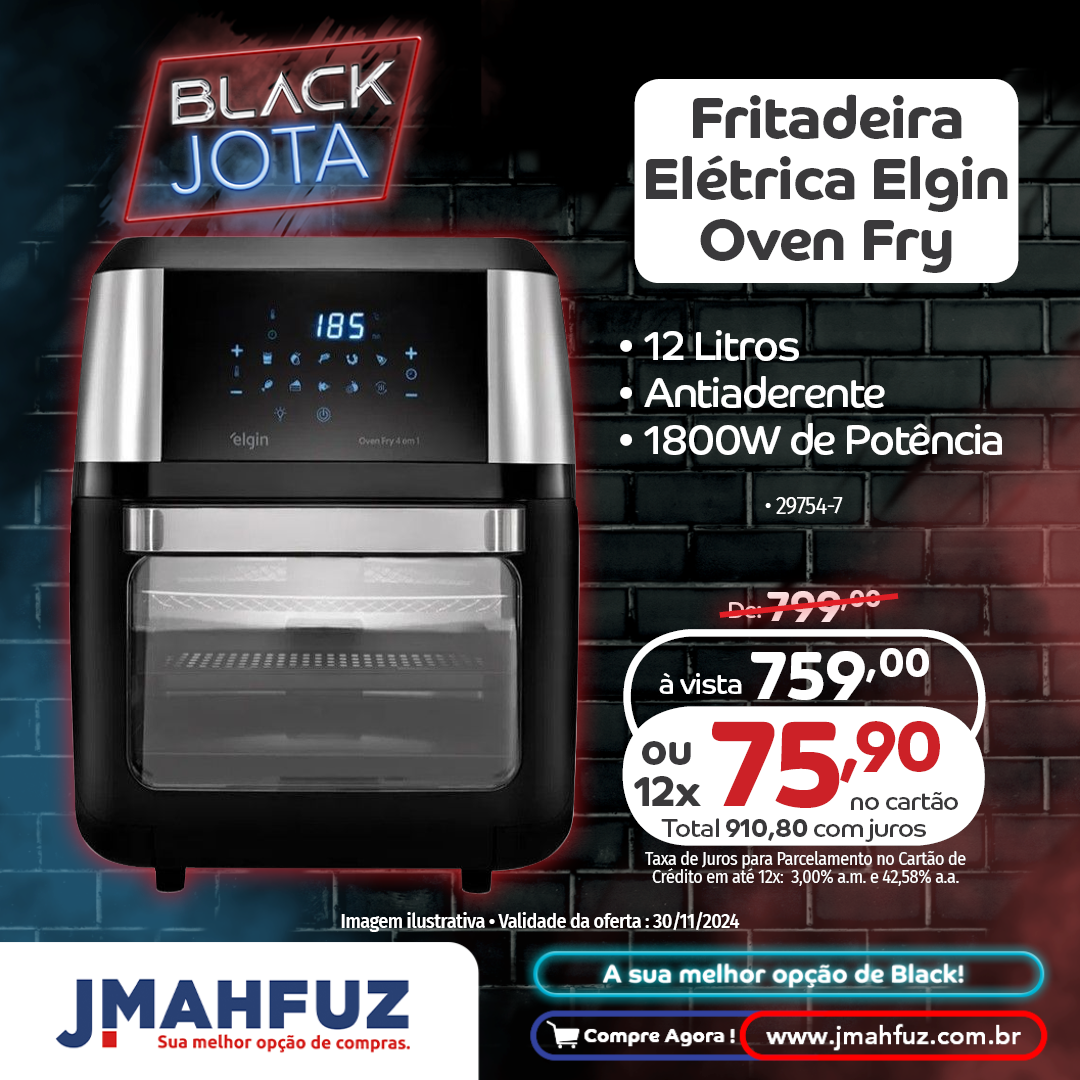 BLACK
JOTA
Fritadeira
Elétrica Elgin
Oven Fry
• 12 Litros
• Antiaderente
• 1800W de Potência
• 29754-7
185
elgin
Oven Fry 4 em 1
De: 799,00
à vista 759,00
ou
12x 75,90
no cartão
Total 910,80 com juros
Taxa de Juros para Parcelamento no Cartão de
Crédito em até 12x: 3,00% a.m. e 42,58% a.a.
Imagem ilustrativa • Validade da oferta : 30/11/2024
JMAHFUZ
Sua melhor opção de compras.
A sua melhor opção de Black!
Compre Agora !
www.jmahfuz.com.br